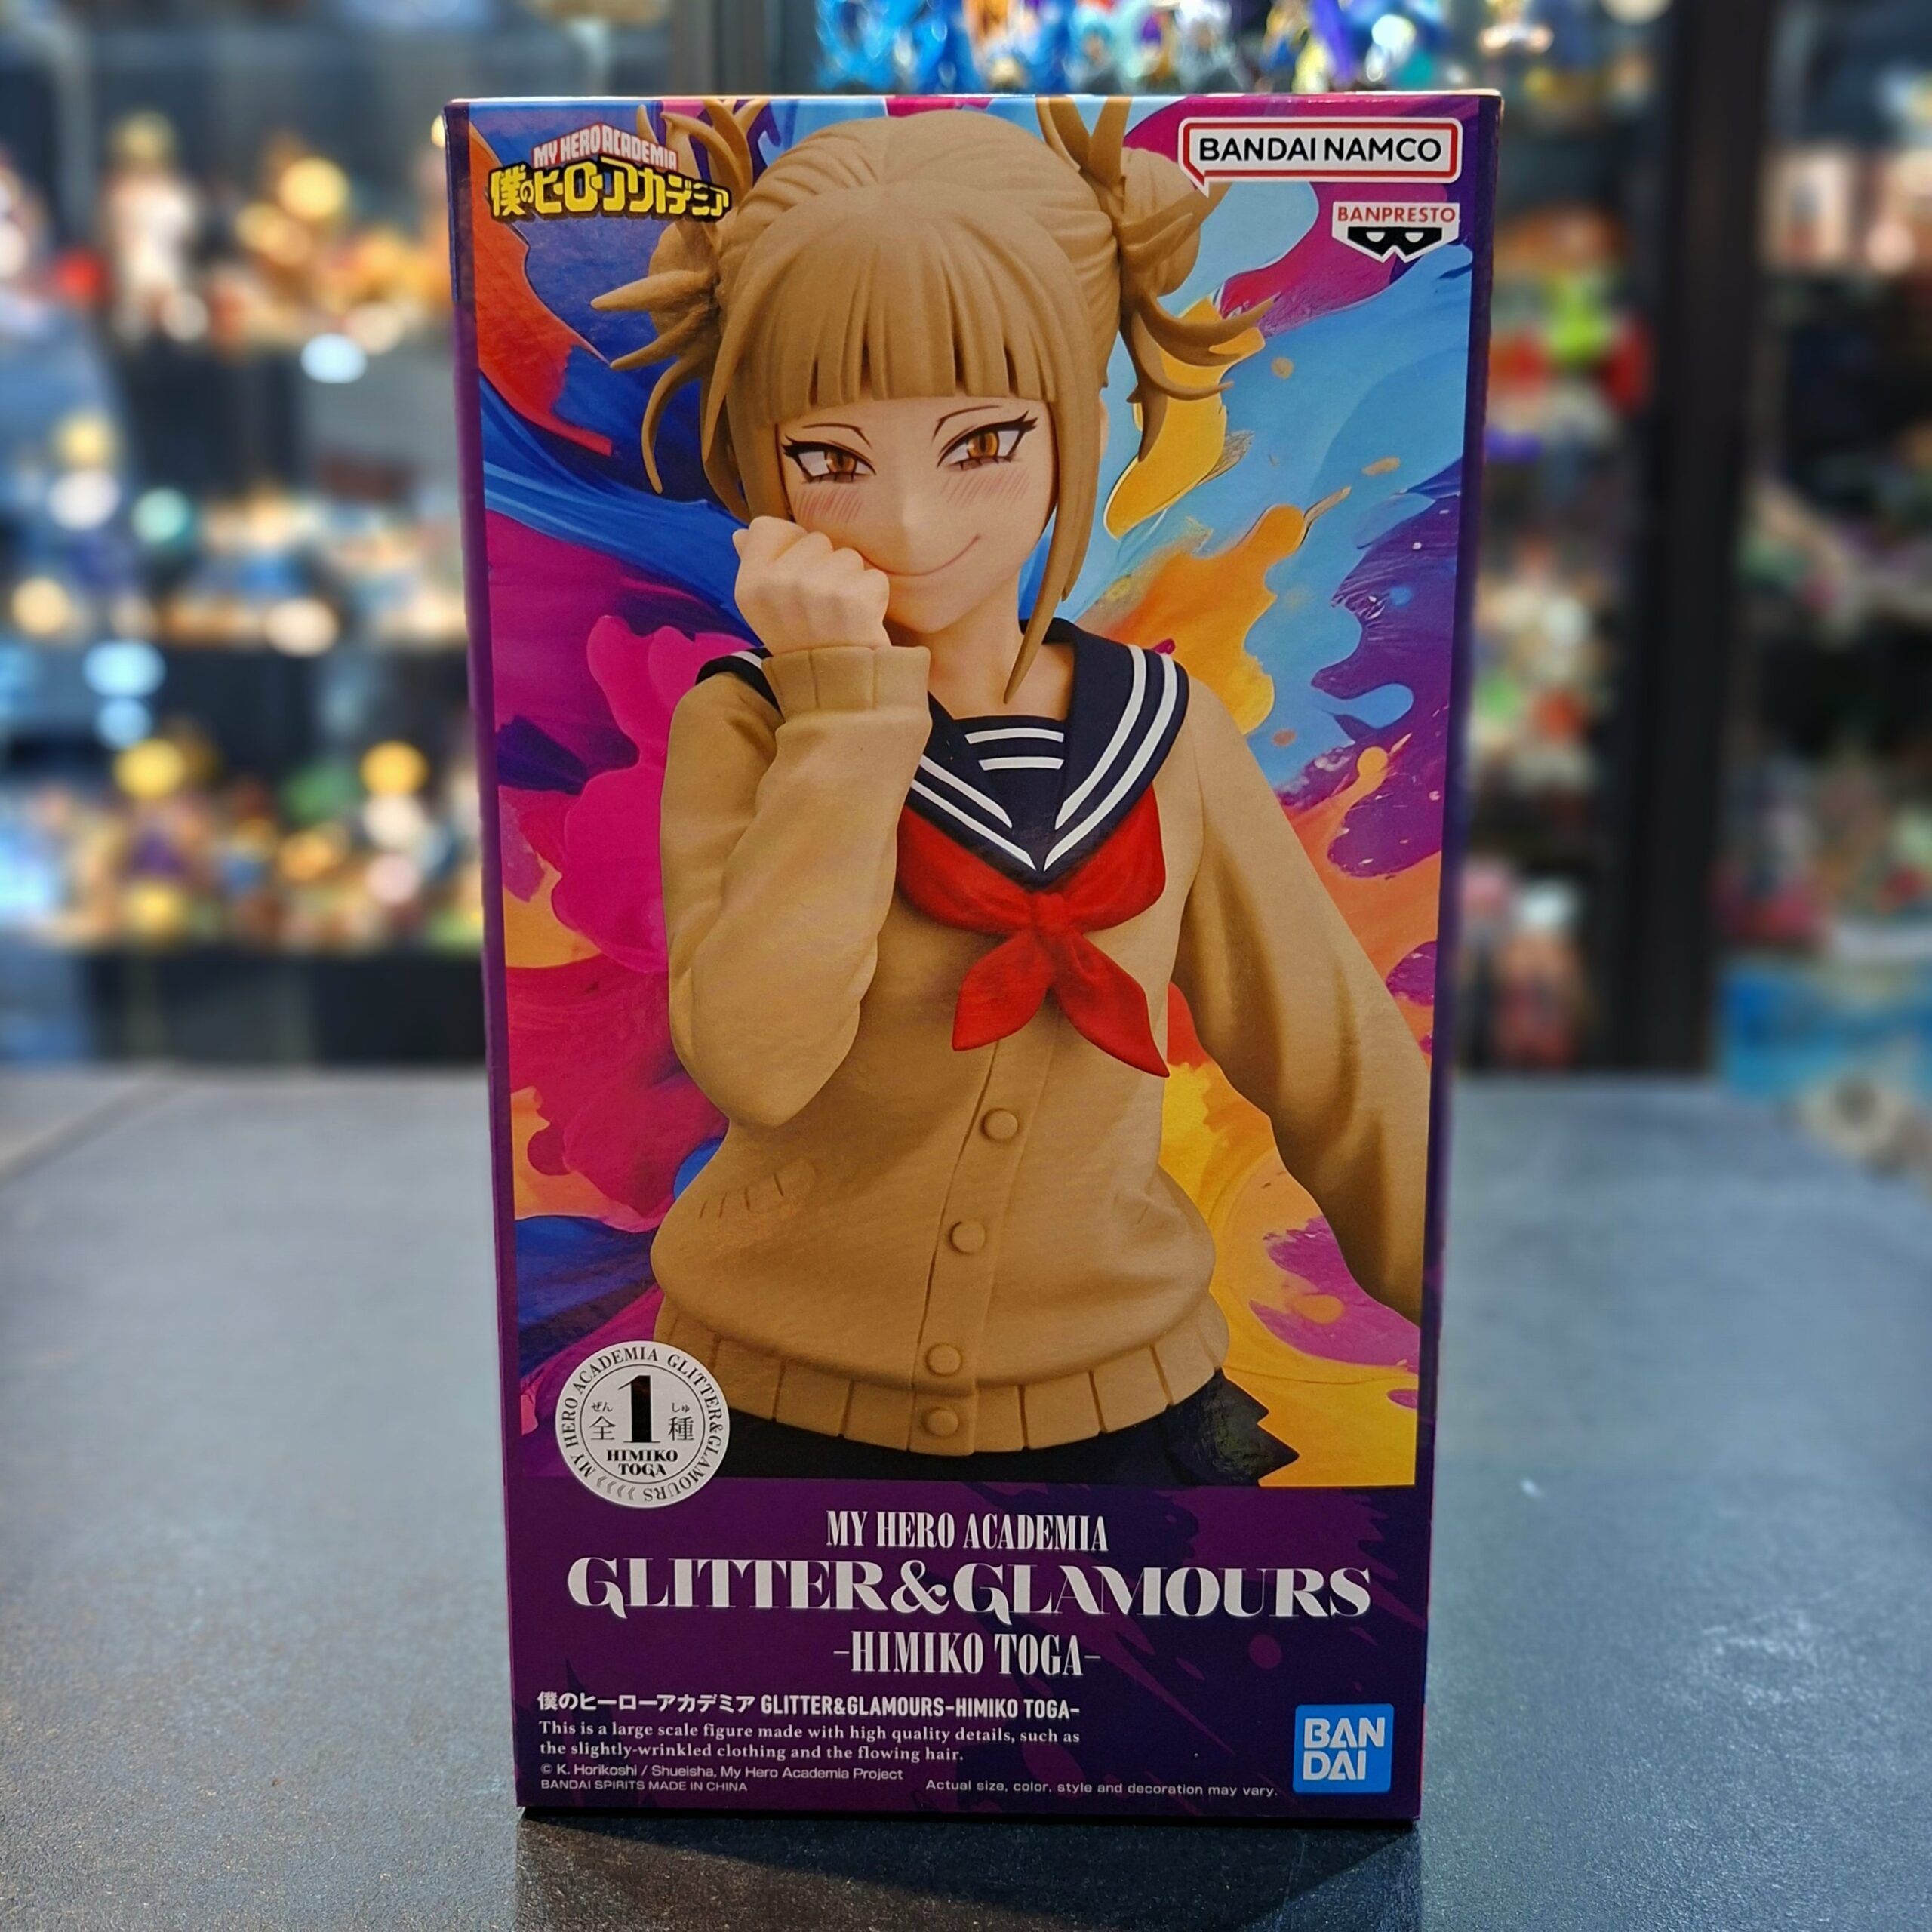 MY HERO ACADEMIA
僕のヒーローアカデミア
BANDAI NAMCO
BANPRESTO
MY HERO ACADEMIA GLITTER&GLAMOURS
ぜん しゅ
全1種
HIMIKO
TOGA
MY HERO ACADEMIA
GLITTER&GLAMOURS
-HIMIKO TOGA-
僕のヒーローアカデミア GLITTER&GLAMOURS-HIMIKO TOGA-
This is a large scale figure made with high quality details, such as
the slightly-wrinkled clothing and the flowing hair.
© K. Horikoshi / Shueisha, My Hero Academia Project
BANDAI SPIRITS MADE IN CHINA
Actual size, color, style and decoration may vary.
BAN
DAI